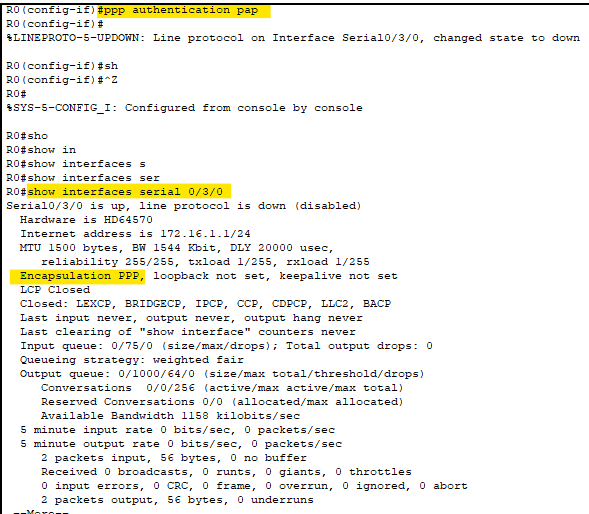 R0(config-if)#ppp authentication pap
R0(config-if)#
%LINEPROTO-5-UPDOWN: Line protocol on Interface Serial0/3/0, changed state to down
R0(config-if)#sh
R0(config-if)#^Z
R0#
%SYS-5-CONFIG_I: Configured from console by console
R0#sho
R0#show in
R0#show interfaces s
R0#show interfaces ser
R0#show interfaces serial 0/3/0
Serial0/3/0 is up, line protocol is down (disabled)
Hardware is HD64570
Internet address is 172.16.1.1/24
MTU 1500 bytes, BW 1544 Kbit, DLY 20000 usec,
reliability 255/255, txload 1/255, rxload 1/255
Encapsulation PPP, loopback not set, keepalive not set
LCP Closed
Closed: LEXCP, BRIDGECP, IPCP, CCP, CDPCP, LLC2, BACP
Last input never, output never, output hang never
Last clearing of "show interface" counters never
Input queue: 0/75/0 (size/max/drops); Total output drops: 0
Queueing strategy: weighted fair
Output queue: 0/1000/64/0 (size/max total/threshold/drops)
Conversations 0/0/256 (active/max active/max total)
Reserved Conversations 0/0 (allocated/max allocated)
Available Bandwidth 1158 kilobits/sec
5 minute input rate 0 bits/sec, 0 packets/sec
5 minute output rate 0 bits/sec, 0 packets/sec
2 packets input, 56 bytes, 0 no buffer
Received 0 broadcasts, 0 runts, 0 giants, 0 throttles
0 input errors, 0 CRC, 0 frame, 0 overrun, 0 ignored, 0 abort
2 packets output, 56 bytes, 0 underruns
--More--